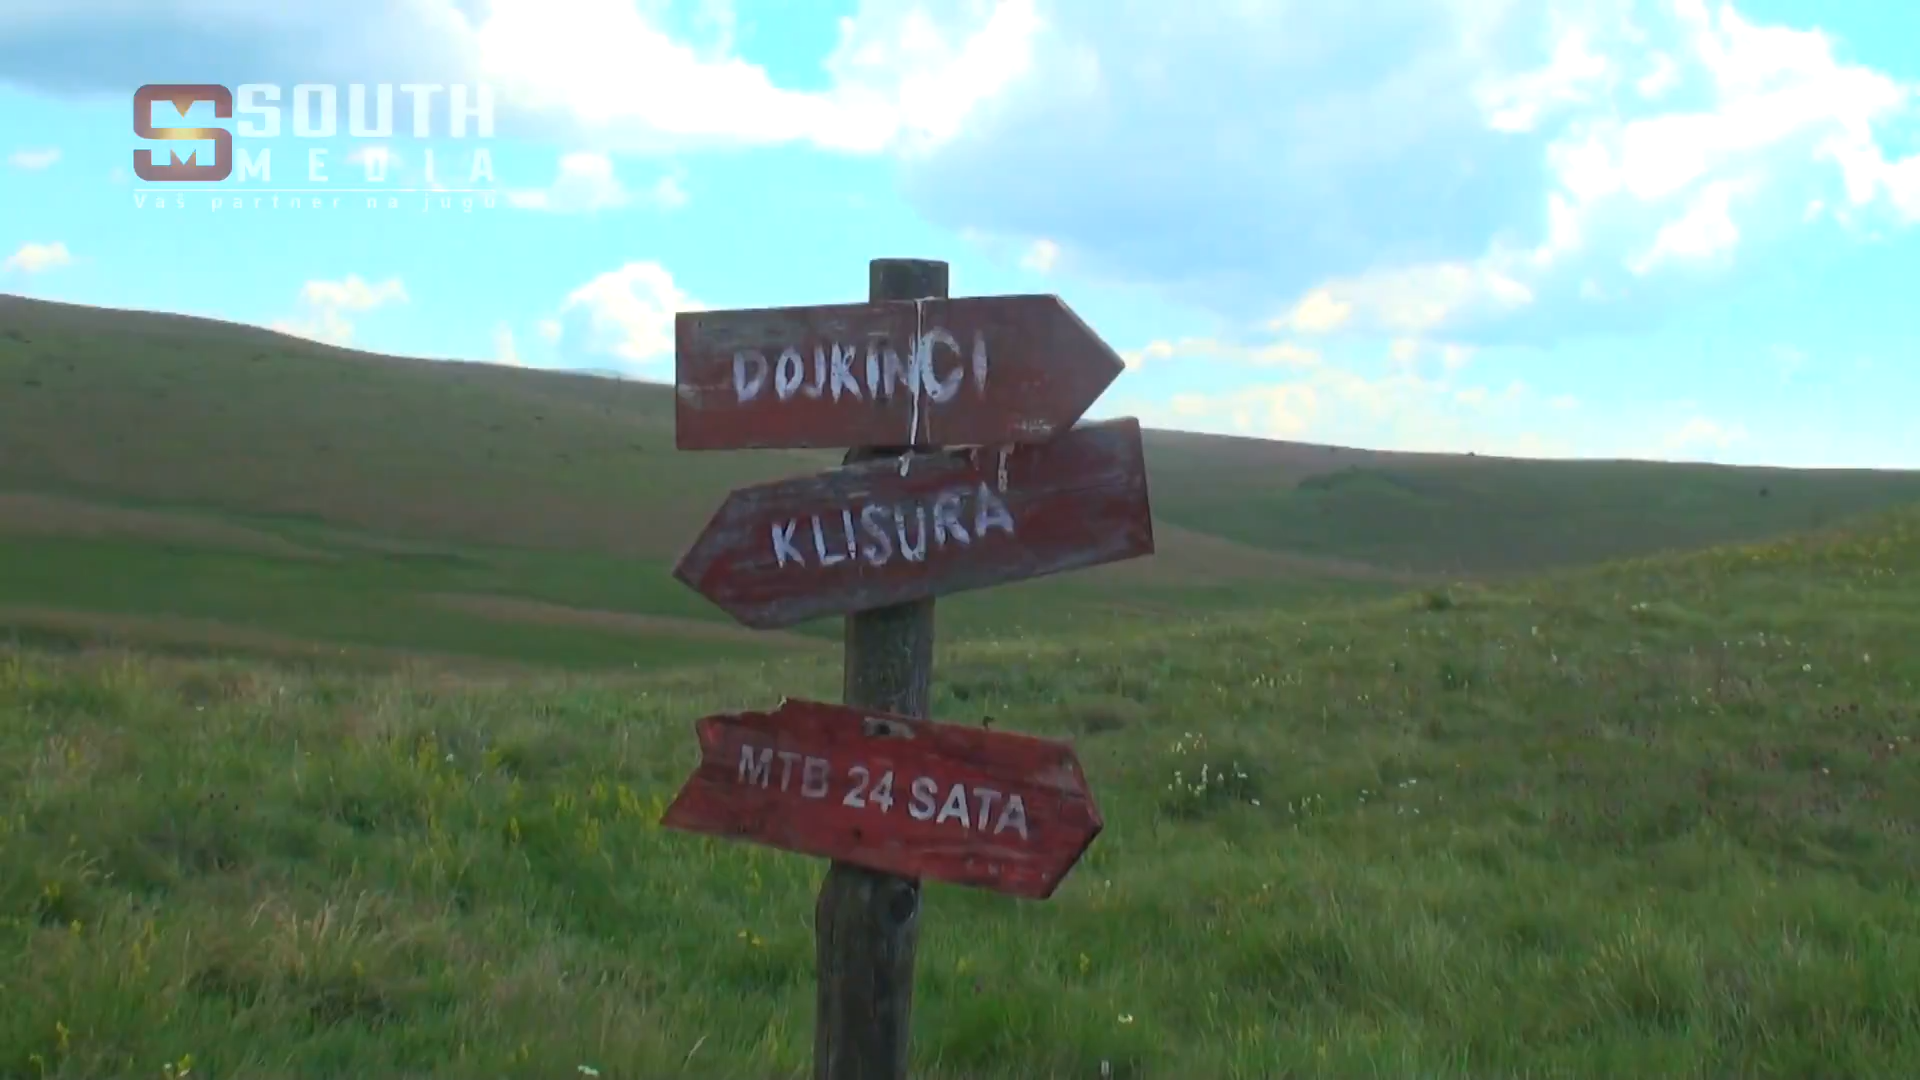 SOUTH
MEDIA
Vaš partner na jugu
DOJKINCI
KLISURA
MTB 24 SATA